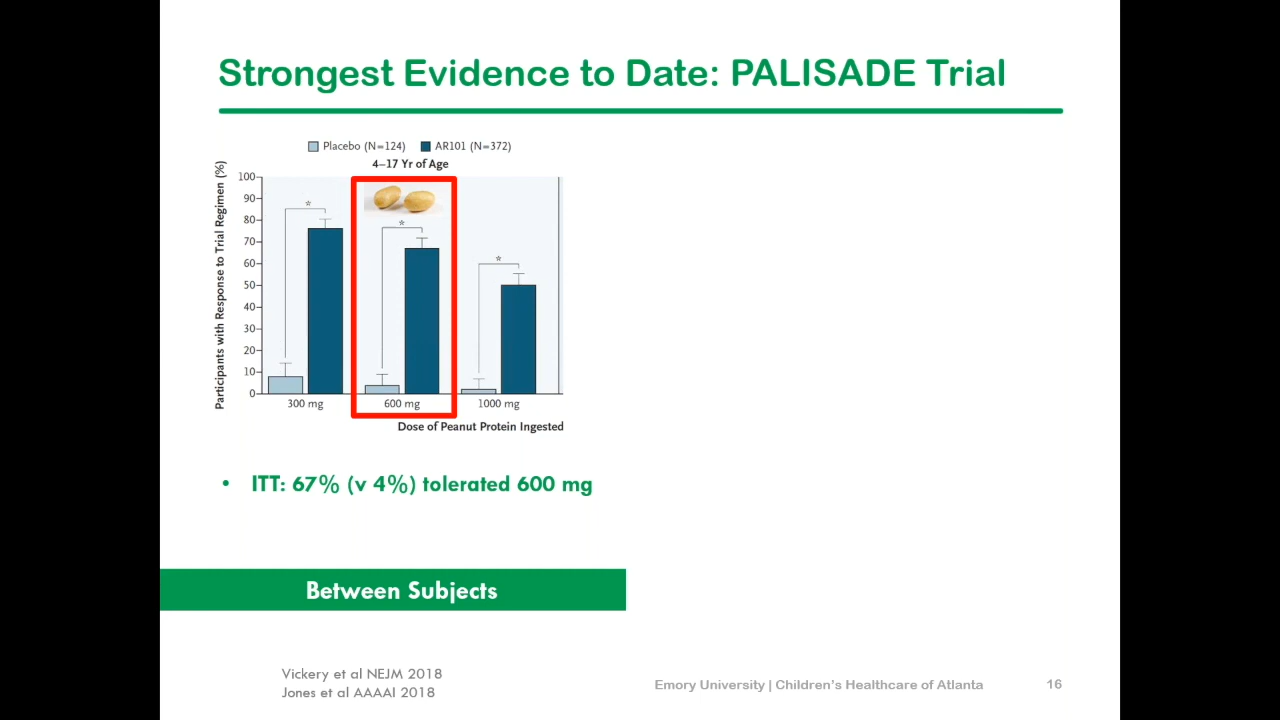 Strongest Evidence to Date: PALISADE Trial
Placebo (N=124) AR101 (N=372)
4–17 Yr of Age
Participants with Response to Trial Regimen (%)
100
90
80
70
60
50
40
30
20
10
0
* * *
300 mg 600 mg 1000 mg
Dose of Peanut Protein Ingested
• ITT: 67% (v 4%) tolerated 600 mg
Between Subjects
Vickery et al NEJM 2018
Jones et al AAAAI 2018
Emory University | Children's Healthcare of Atlanta 16